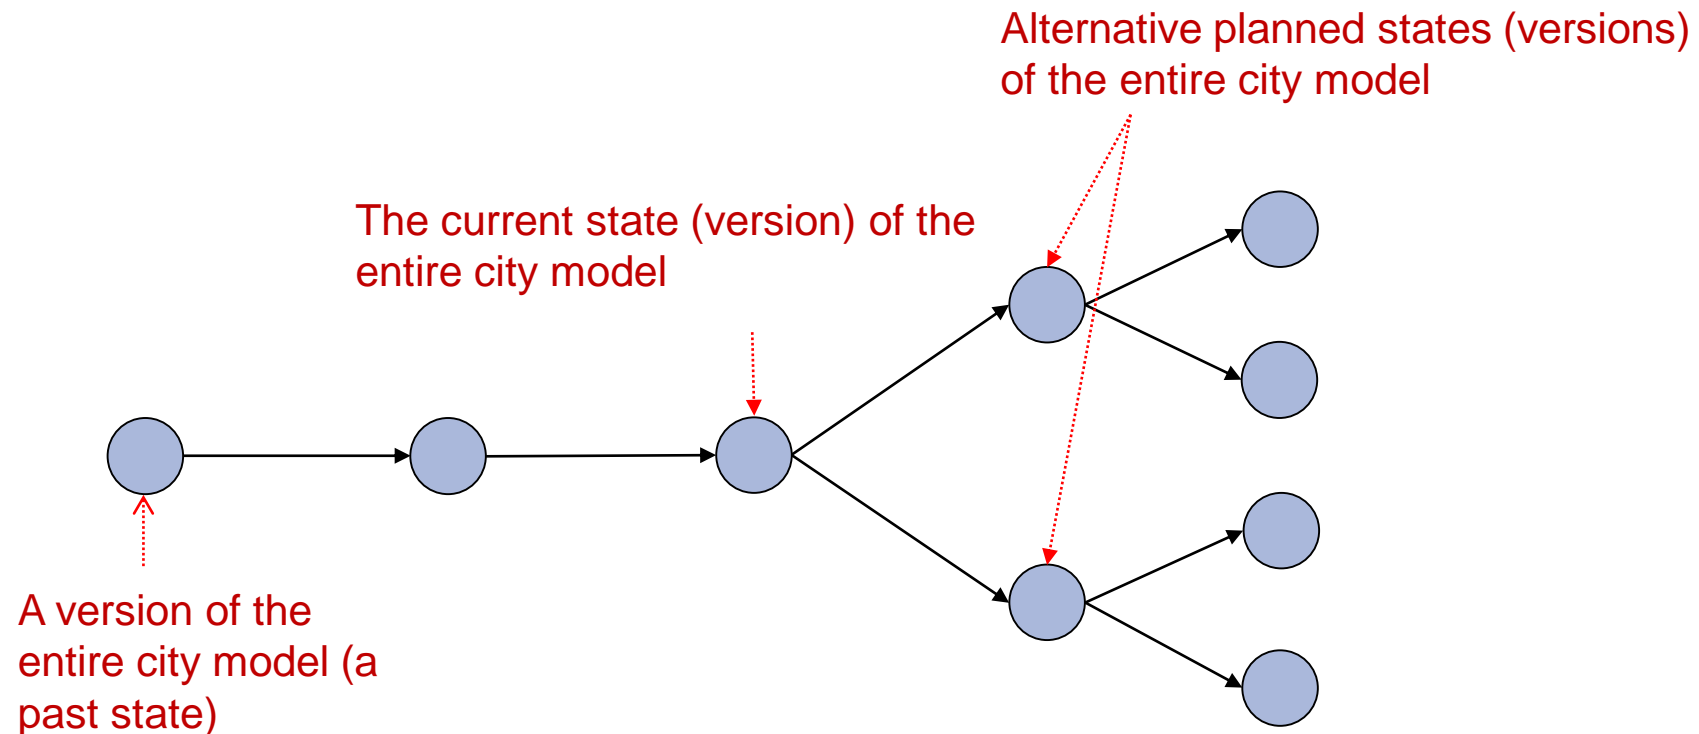 Alternative planned states (versions)
of the entire city model
The current state (version) of the
entire city model
A version of the
entire city model (a
past state)